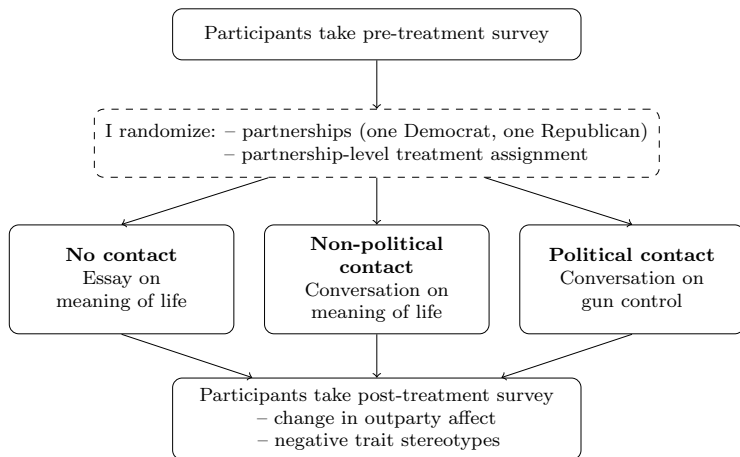 Participants take pre-treatment survey
I randomize: – partnerships (one Democrat, one Republican)
– partnership-level treatment assignment
No contact
Essay on
meaning of life
Non-political
contact
Conversation on
meaning of life
Political contact
Conversation on
gun control
Participants take post-treatment survey
– change in outparty affect
– negative trait stereotypes